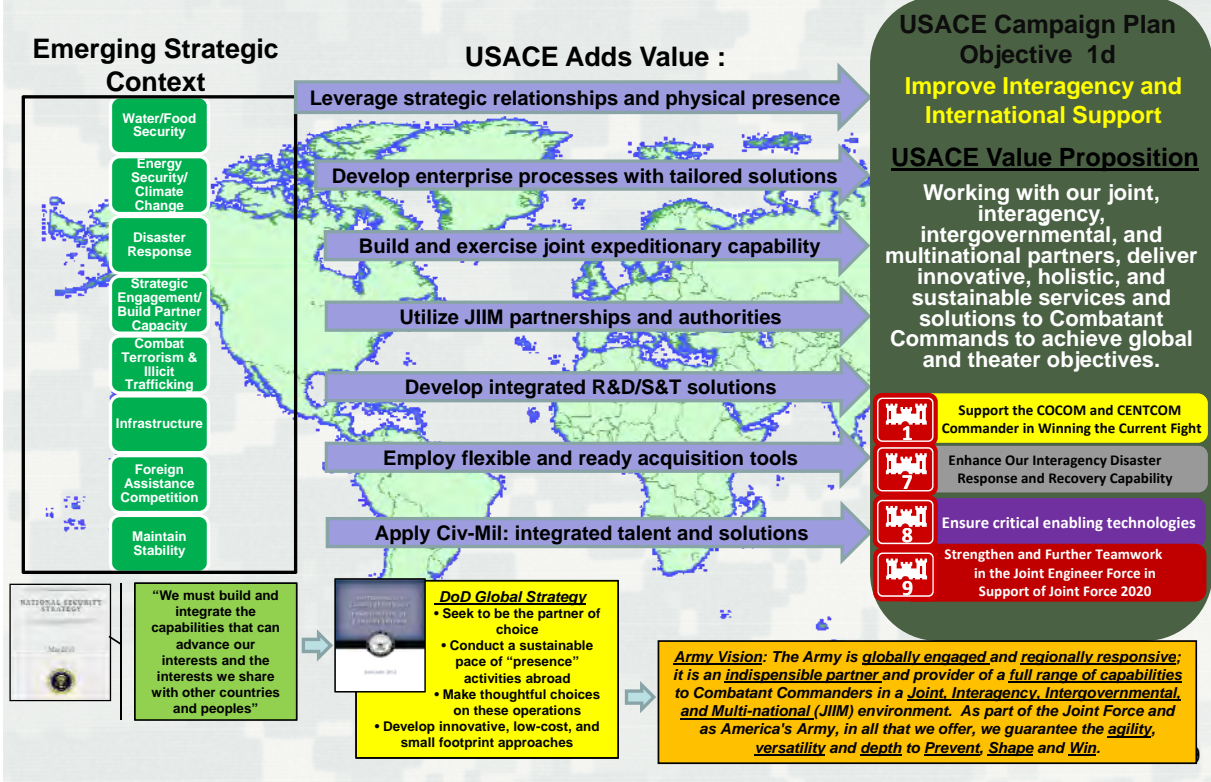 Emerging Strategic
Context
Water/Food
Security
Energy
Security/
Climate
Change
Disaster
Response
Strategic
Engagement/
Build Partner
Capacity
Combat
Terrorism &
Illicit
Trafficking
Infrastructure
Foreign
Assistance
Competition
Maintain
Stability
USACE Adds Value :
Leverage strategic relationships and physical presence
Develop enterprise processes with tailored solutions
Build and exercise joint expeditionary capability
Utilize JIIM partnerships and authorities
Develop integrated R&D/S&T solutions
Employ flexible and ready acquisition tools
Apply Civ-Mil: integrated talent and solutions
USACE Campaign Plan
Objective 1d
Improve Interagency and
International Support
USACE Value Proposition
Working with our joint,
interagency,
intergovernmental, and
multinational partners, deliver
innovative, holistic, and
sustainable services and
solutions to Combatant
Commands to achieve global
and theater objectives.
1
Support the COCOM and CENTCOM
Commander in Winning the Current Fight
7
Enhance Our Interagency Disaster
Response and Recovery Capability
8
Ensure critical enabling technologies
9
Strengthen and Further Teamwork
in the Joint Engineer Force in
Support of Joint Force 2020
NATIONAL SECURITY
STRATEGY
"We must build and
integrate the
capabilities that can
advance our
interests and the
interests we share
with other countries
and peoples"
DoD Global Strategy
• Seek to be the partner of
choice
• Conduct a sustainable
pace of "presence"
activities abroad
• Make thoughtful choices
on these operations
• Develop innovative, low-cost, and
small footprint approaches
Army Vision: The Army is globally engaged and regionally responsive;
it is an indispensible partner and provider of a full range of capabilities
to Combatant Commanders in a Joint, Interagency, Intergovernmental,
and Multi-national (JIIM) environment. As part of the Joint Force and
as America's Army, in all that we offer, we guarantee the agility,
versatility and depth to Prevent, Shape and Win.